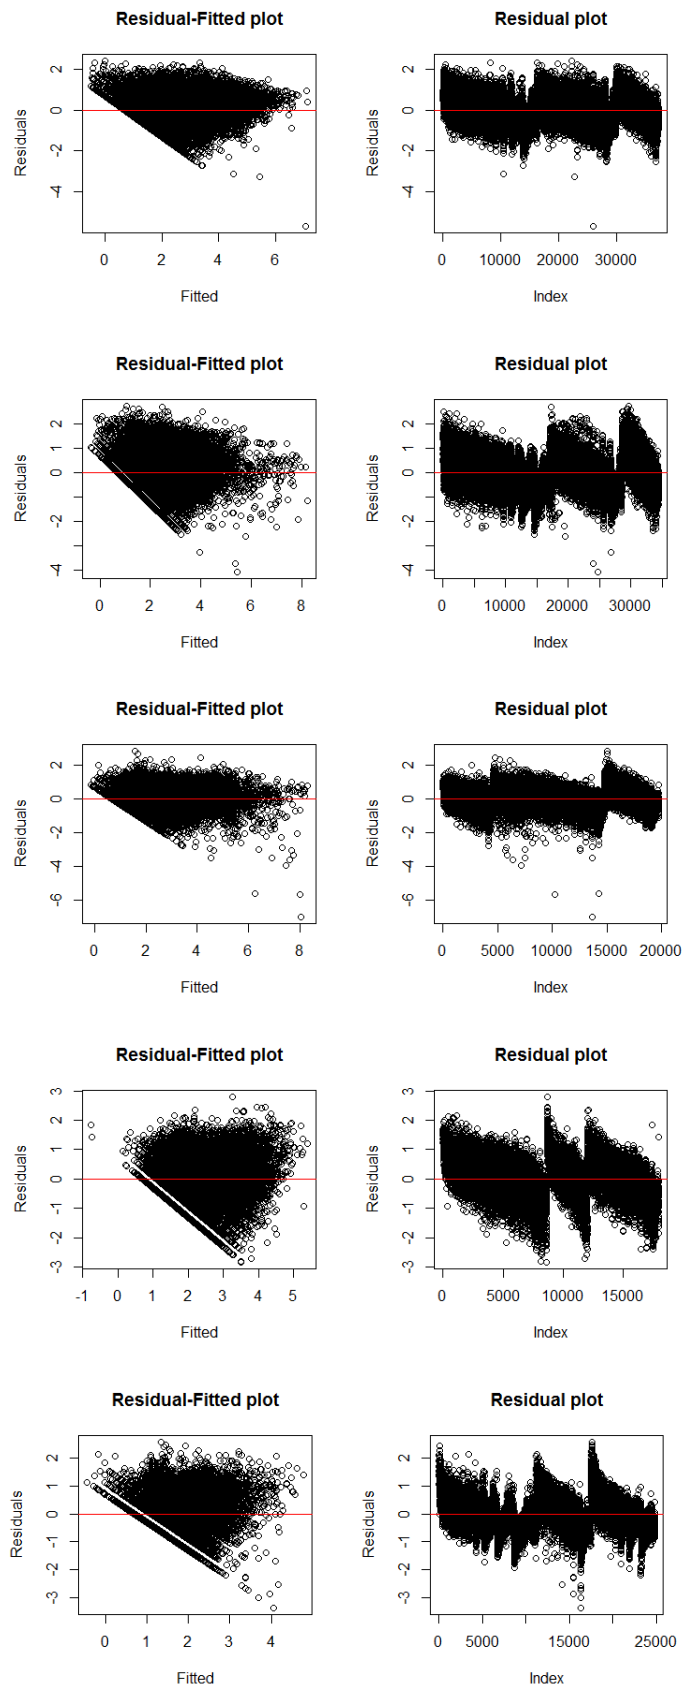 Residual-Fitted plot Residual plot
Residuals 2 0 -2 -4 Residuals 2 0 -2 -4
0 2 4 6 0 10000 20000 30000
Fitted Index
Residual-Fitted plot Residual plot
Residuals 2 1 0 -2 -4 Residuals 2 1 0 -2 -4
0 2 4 6 8 0 10000 20000 30000
Fitted Index
Residual-Fitted plot Residual plot
Residuals 2 0 -2 -4 -6 Residuals 2 0 -2 -4 -6
0 2 4 6 8 0 5000 10000 15000 20000
Fitted Index
Residual-Fitted plot Residual plot
Residuals 3 2 1 0 -1 -2 -3 Residuals 3 2 1 0 -1 -2 -3
-1 0 1 2 3 4 5 0 5000 10000 15000
Fitted Index
Residual-Fitted plot Residual plot
Residuals 2 1 0 -1 -2 -3 Residuals 2 1 0 -1 -2 -3
0 1 2 3 4 0 5000 15000 25000
Fitted Index